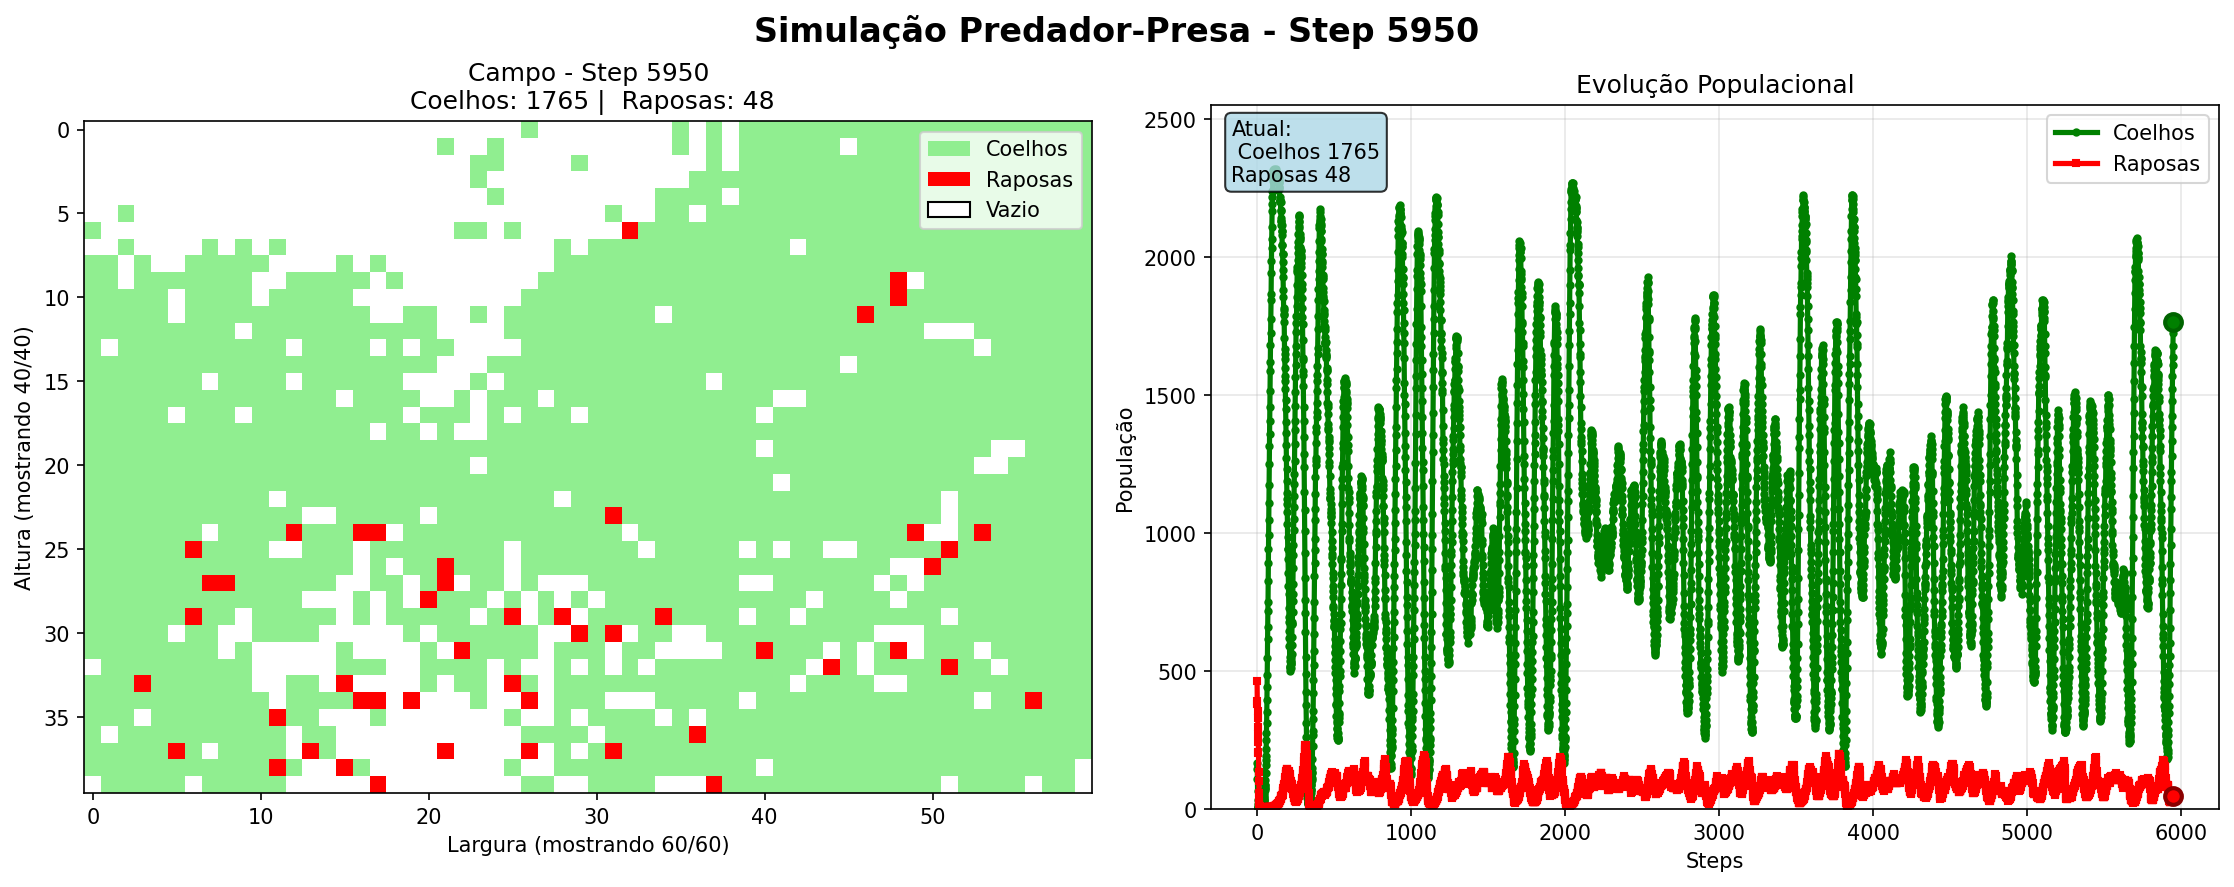 Simulação Predador-Presa - Step 5950
Campo - Step 5950
Coelhos: 1765 |  Raposas: 48
0
5
10
15
20
25
30
35
Altura (mostrando 40/40)
Coelhos
Raposas
Vazio
0
10
20
30
40
50
Largura (mostrando 60/60)
Evolução Populacional
2500
2000
1500
1000
500
0
População
Atual:
Coelhos 1765
Raposas 48
Coelhos
Raposas
0
1000
2000
3000
4000
5000
6000
Steps